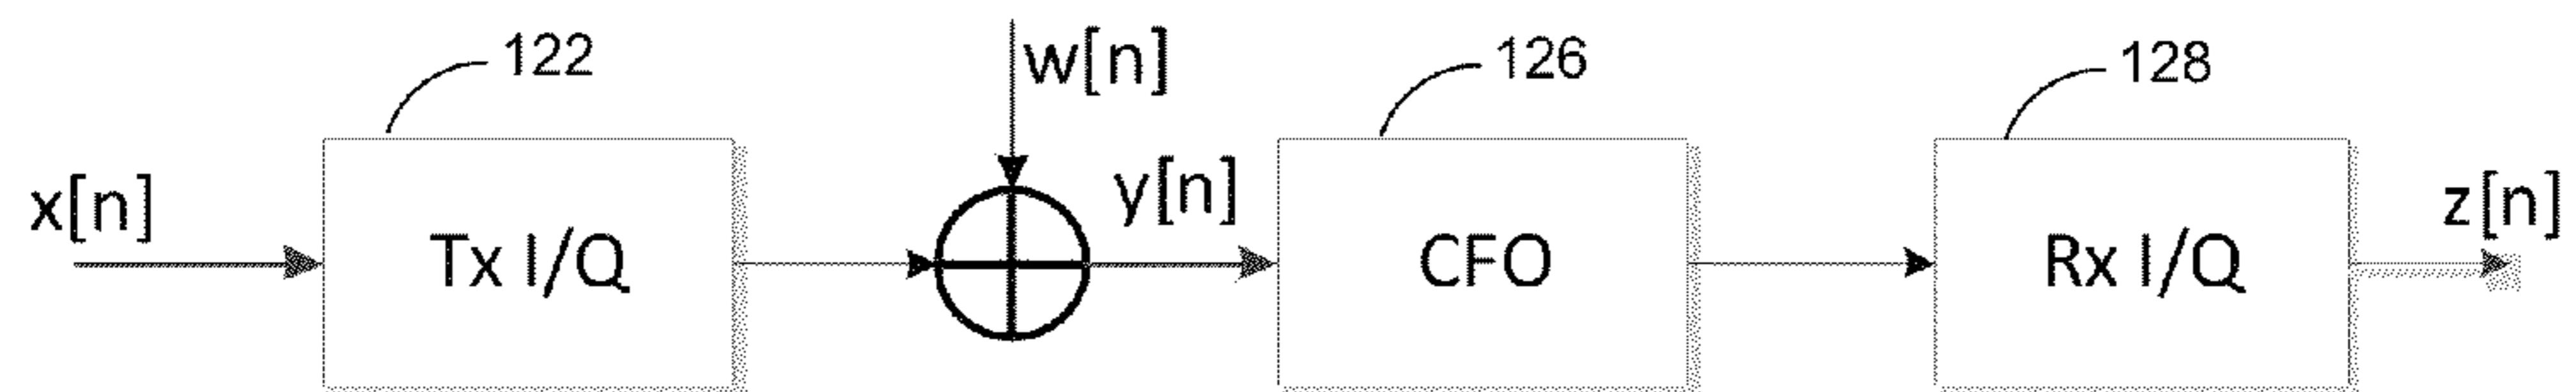 122
w[n]
126
128
x[n]
Tx I/Q
y[n]
CFO
Rx I/Q
z[n]